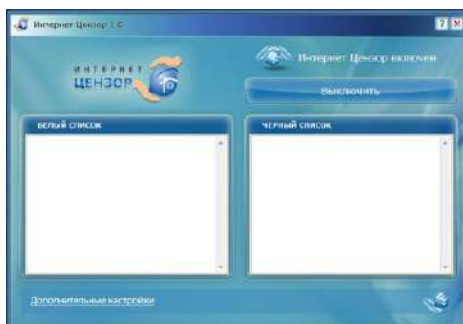 Интернет Цензор 1.0
ИНТЕРНЕТ
ЦЕНЗОР
Интернет Цензор включен
Выключить
БЕЛЫЙ СПИСОК
ЧЕРНЫЙ СПИСОК
Дополнительные настройки